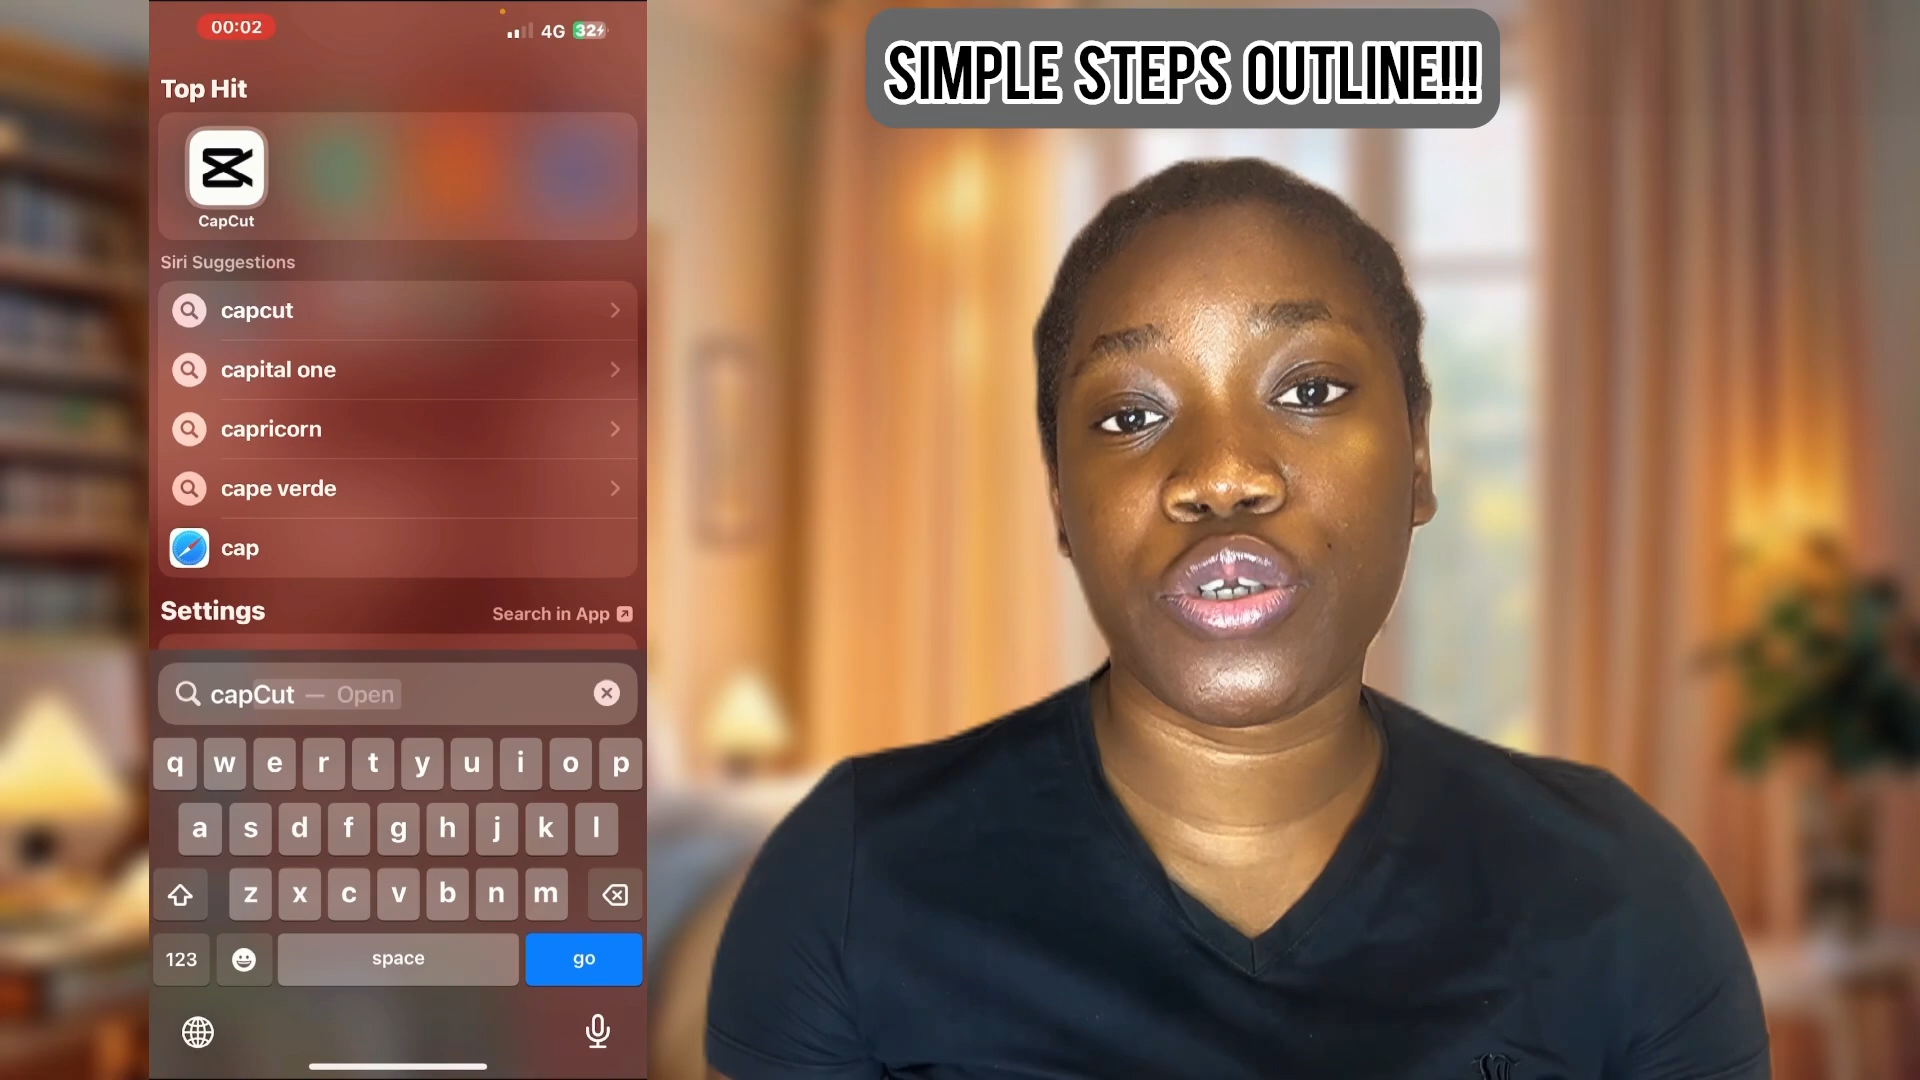 00:02
4G
32
Top Hit
CapCut
Siri Suggestions
capcut
capital one
capricorn
cape verde
cap
Settings
Search in App
capCut — Open
q w e r t y u i o p
a s d f g h j k l
z x c v b n m
123
space
go
SIMPLE STEPS OUTLINE!!!